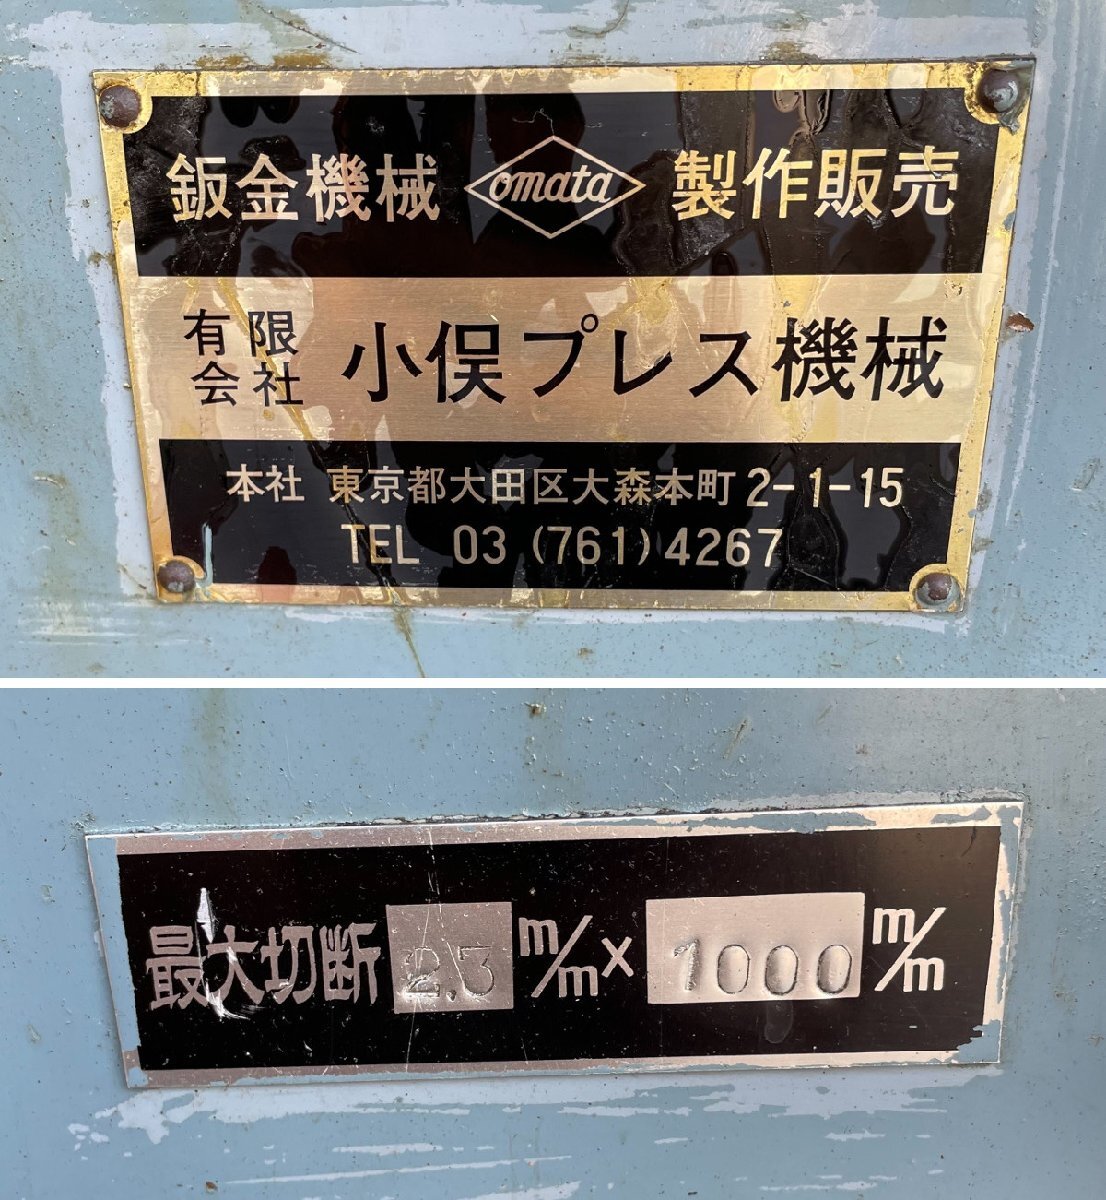 鈑金機械 omata 製作販売
有限会社 小俣プレス機械
本社 東京都大田区大森本町2-1-15
TEL 03 (761) 4267
最大切断 2.3 m/m × 1000 m/m